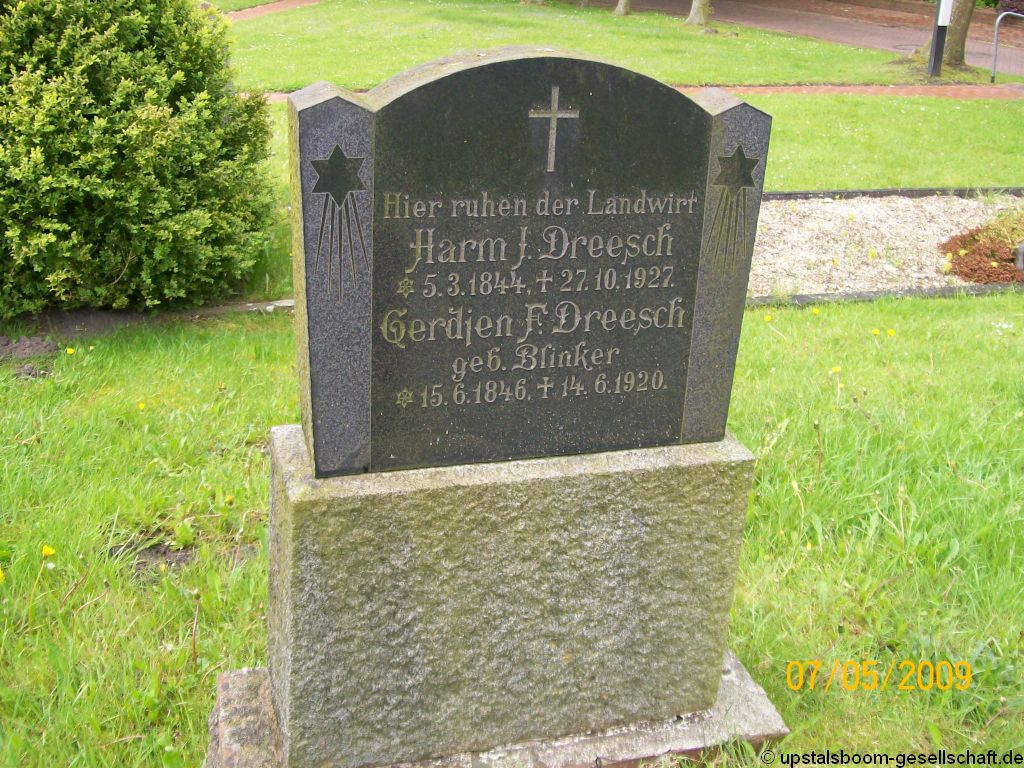 Hier ruhen der Landwirt
Harm J. Dreesch
✡ 5.3.1844, ✝ 27.10.1927.
Gerdjen F. Dreesch
geb. Blinker
✡ 15.6.1846, ✝ 14.6.1920.
07/05/2009
© upstalsboom-gesellschaft.de